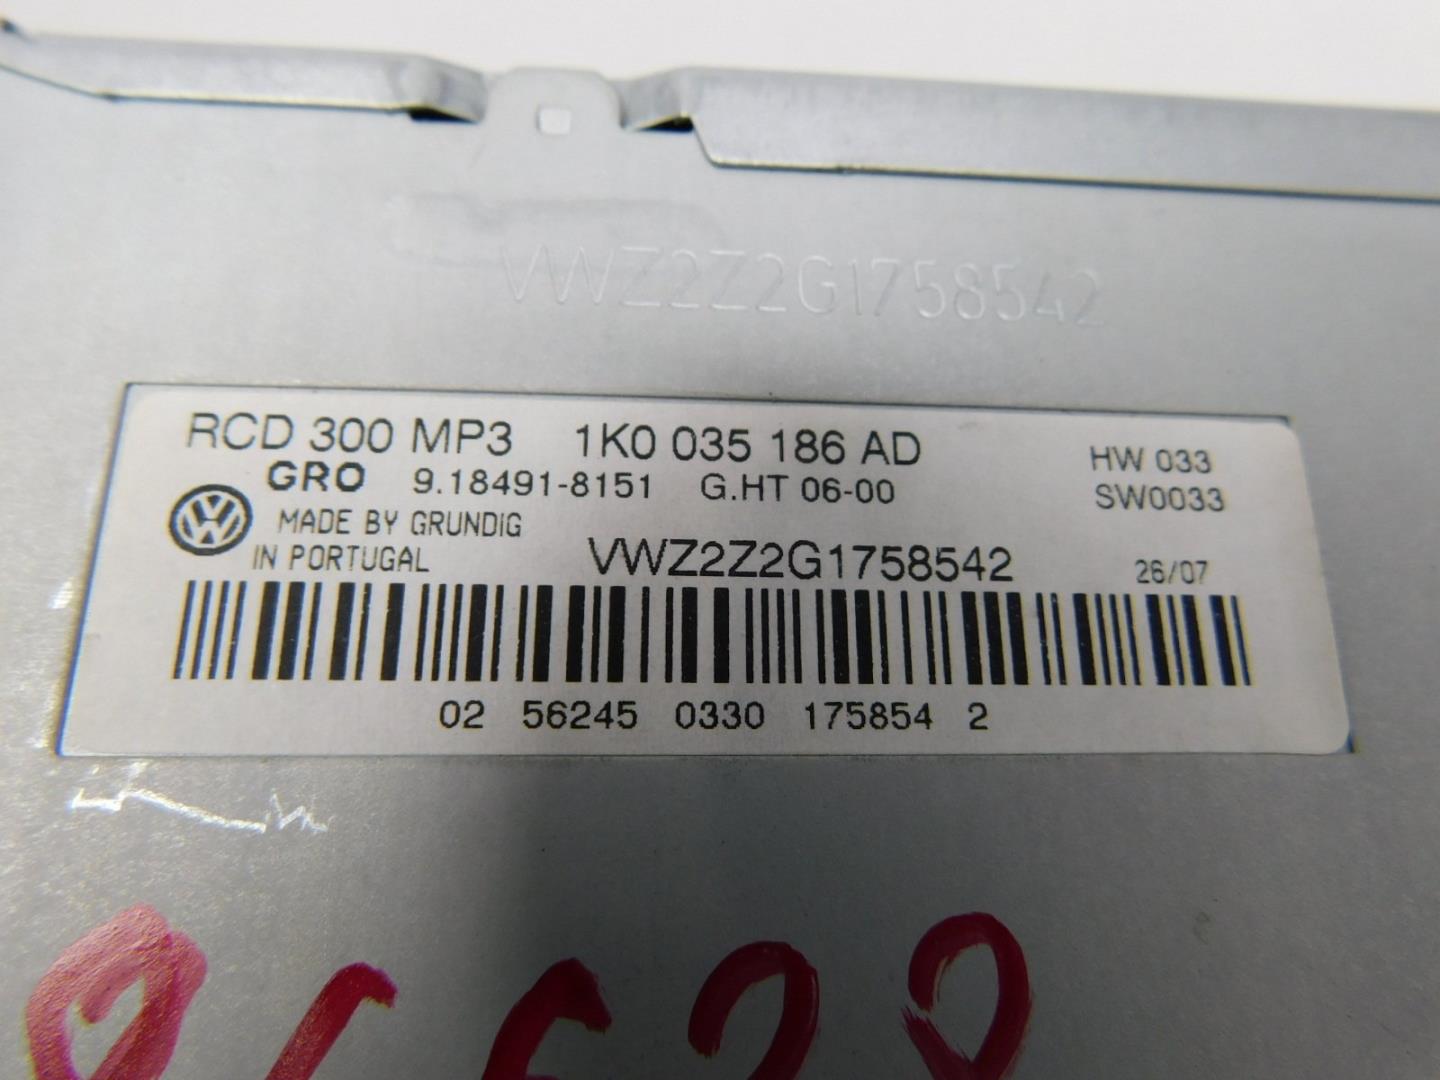 VWZ2Z2G1758542
RCD 300 MP3 1K0 035 186 AD HW 033
GRO 9.18491-8151 G.HT 06-00 SW0033
MADE BY GRUNDIG
IN PORTUGAL VWZ2Z2G1758542 26/07
02 56245 0330 175854 2